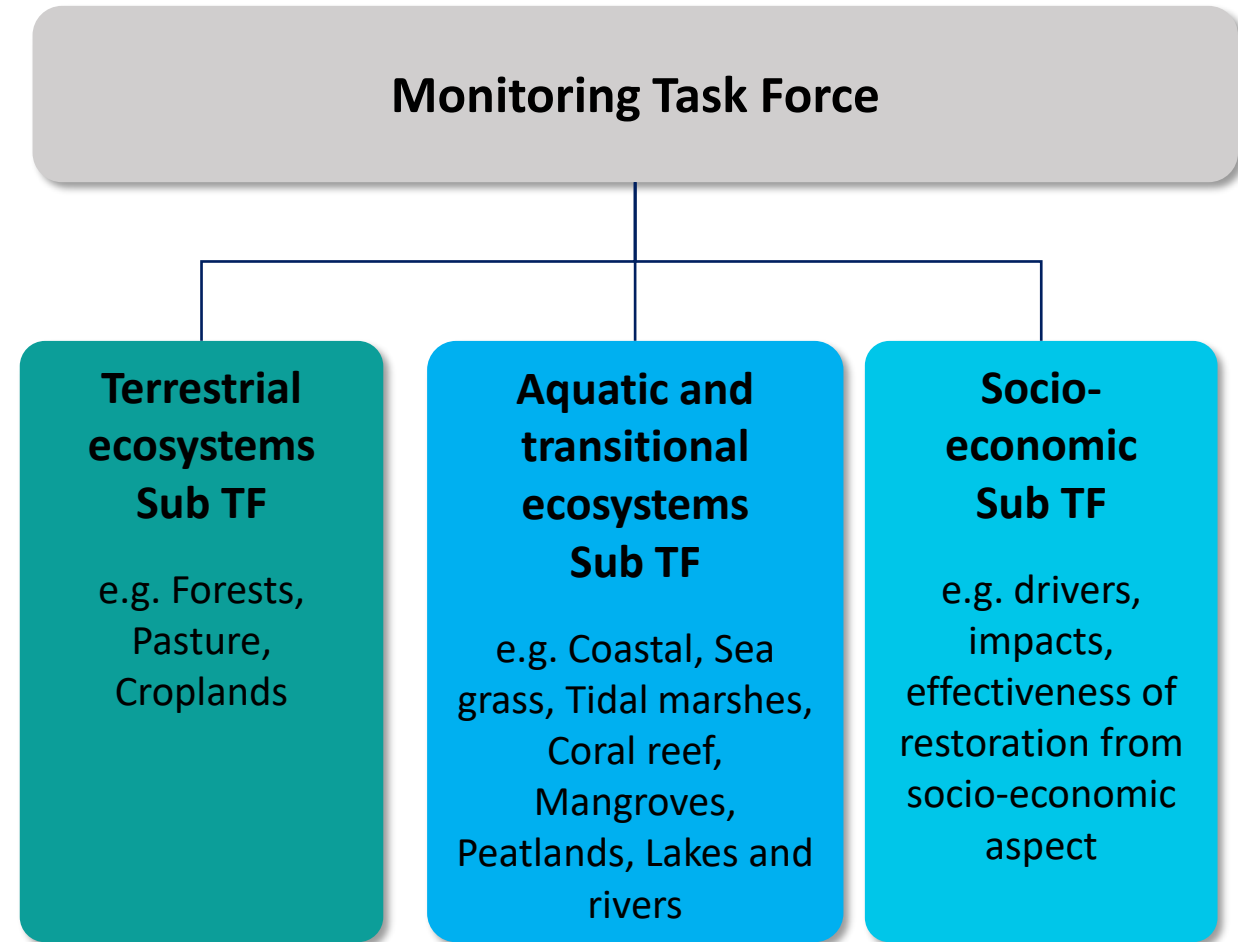 Monitoring Task Force
Terrestrial
ecosystems
Sub TF
e.g. Forests,
Pasture,
Croplands
Aquatic and
transitional
ecosystems
Sub TF
e.g. Coastal, Sea
grass, Tidal marshes,
Coral reef,
Mangroves,
Peatlands, Lakes and
rivers
Socio-
economic
Sub TF
e.g. drivers,
impacts,
effectiveness of
restoration from
socio-economic
aspect